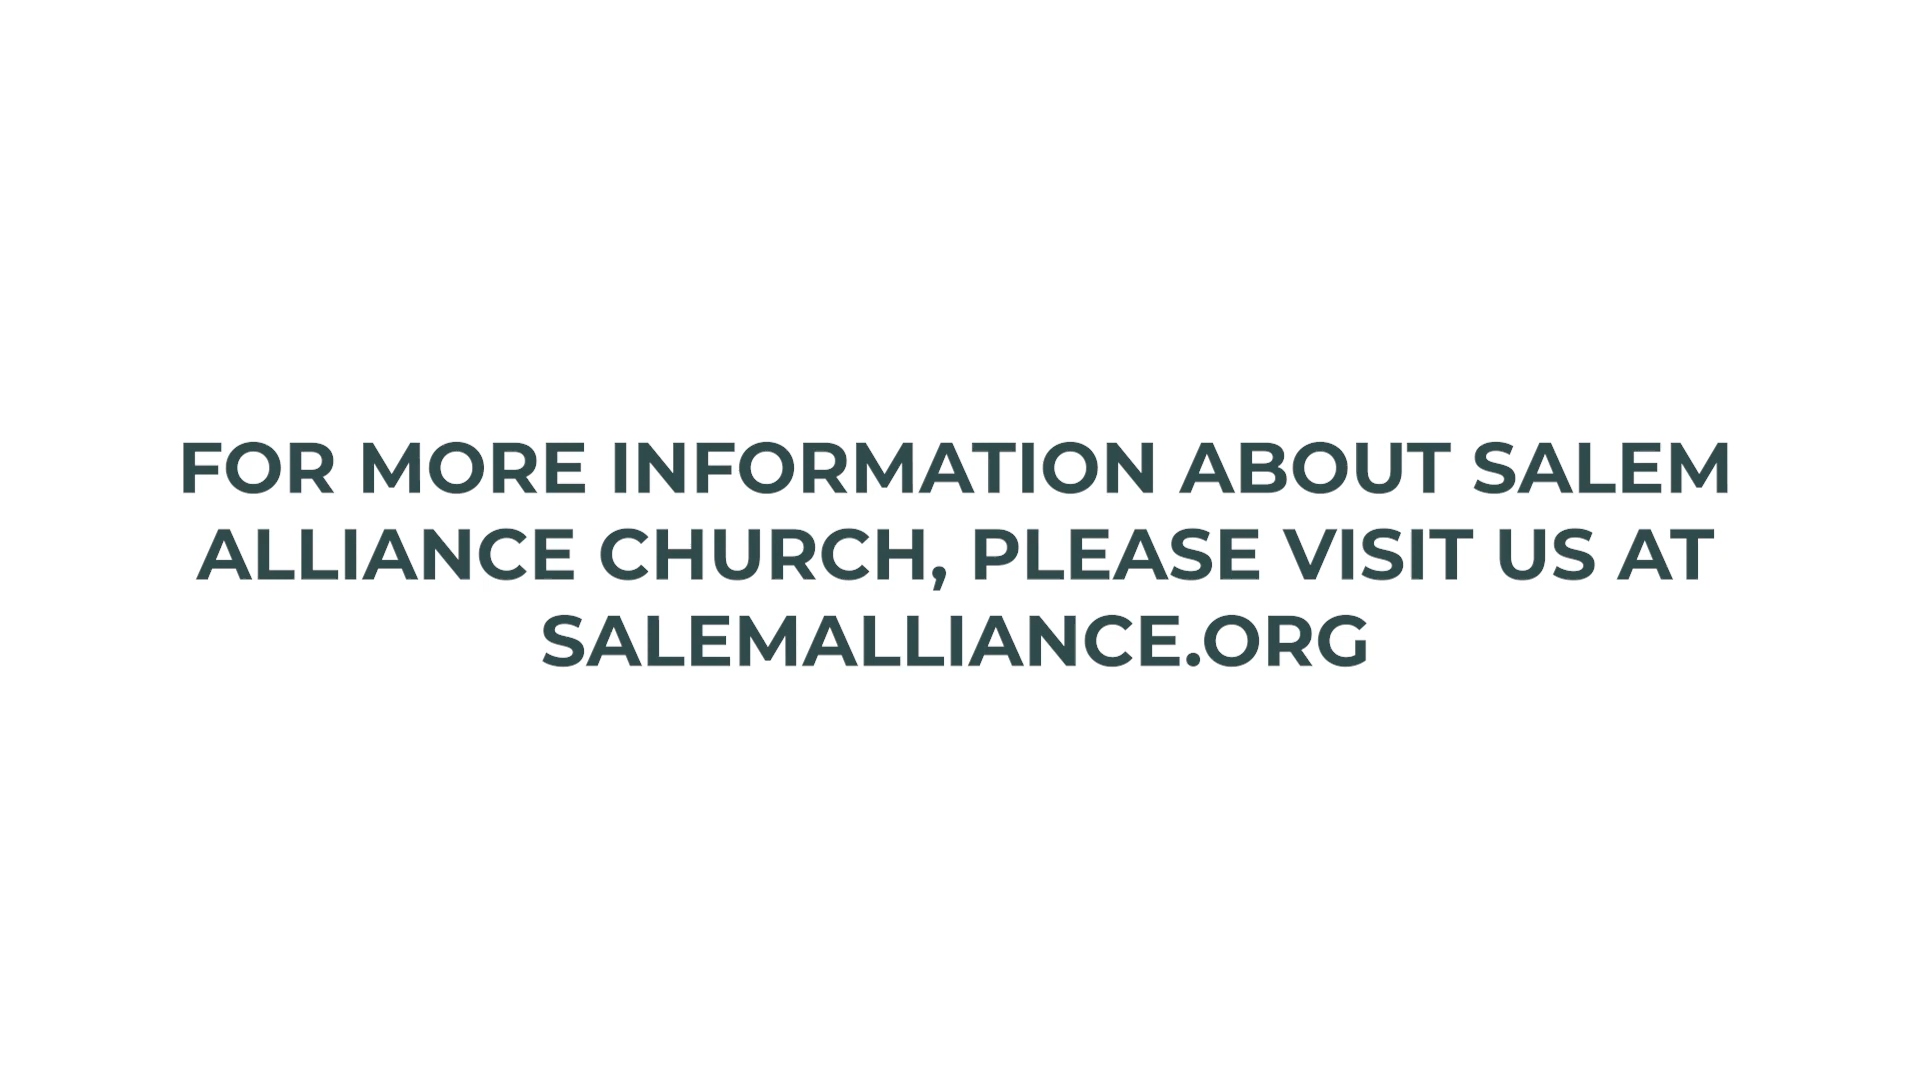 FOR MORE INFORMATION ABOUT SALEM
ALLIANCE CHURCH, PLEASE VISIT US AT
SALEMALLIANCE.ORG